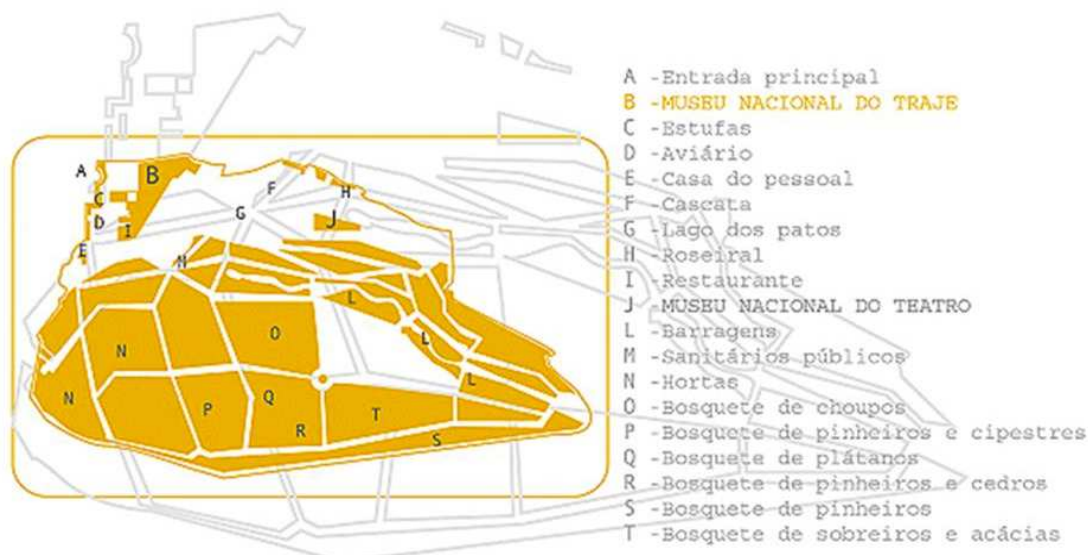 A -Entrada principal
B -MUSEU NACIONAL DO TRAJE
C -Estufas
D -Aviário
E -Casa do pessoal
F -Cascata
G -Lago dos patos
H -Roseiral
I -Restaurante
J -MUSEU NACIONAL DO TEATRO
L -Barragens
M -Sanitários públicos
N -Hortas
O -Bosquete de choupos
P -Bosquete de pinheiros e cipestres
Q -Bosquete de plátanos
R -Bosquete de pinheiros e cedros
S -Bosquete de pinheiros
T -Bosquete de sobreiros e acácias
A
B
C
D
E
I
F
G
H
J
L
L
L
N
N
O
P
Q
R
S
T